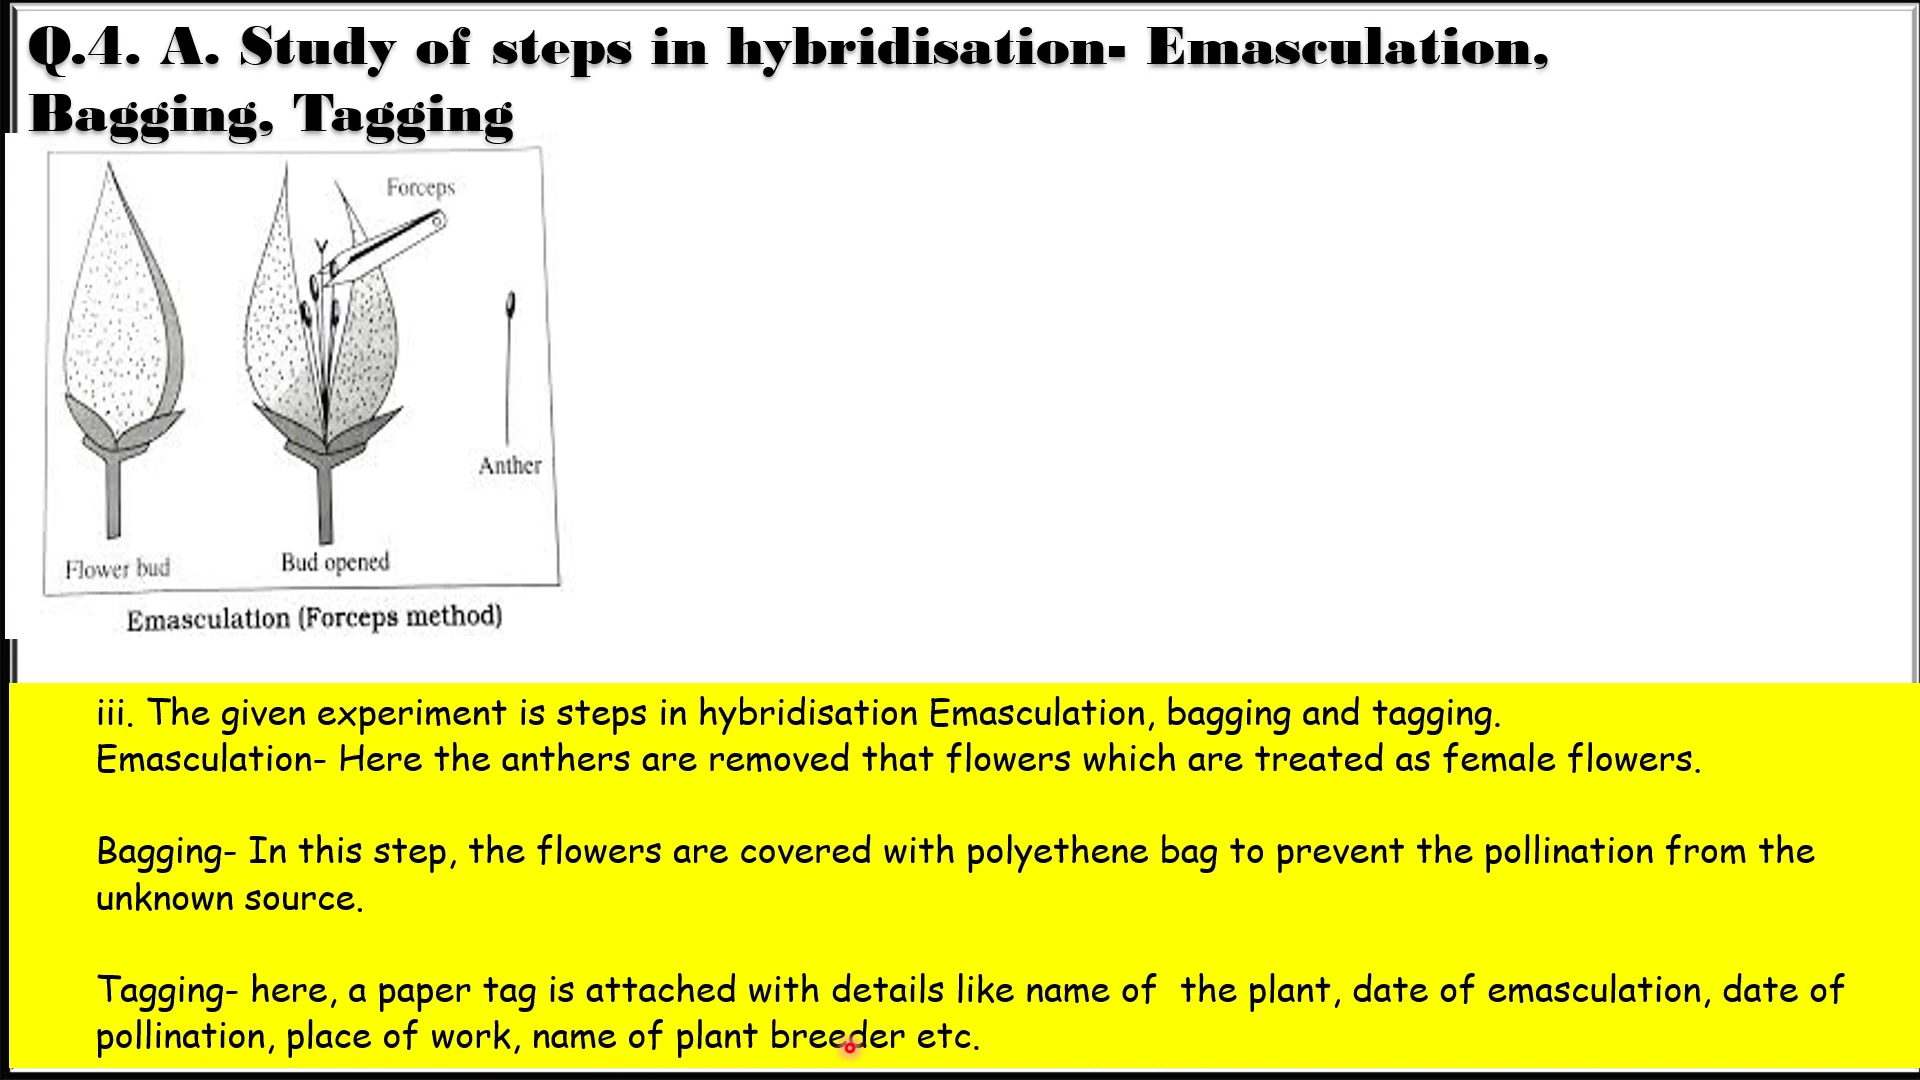 Q.4. A. Study of steps in hybridisation- Emasculation,
Bagging, Tagging
Forceps
Anther
Flower bud
Bud opened
Emasculation (Forceps method)
iii. The given experiment is steps in hybridisation Emasculation, bagging and tagging.
Emasculation- Here the anthers are removed that flowers which are treated as female flowers.
Bagging- In this step, the flowers are covered with polyethene bag to prevent the pollination from the
unknown source.
Tagging- here, a paper tag is attached with details like name of  the plant, date of emasculation, date of
pollination, place of work, name of plant breeder etc.